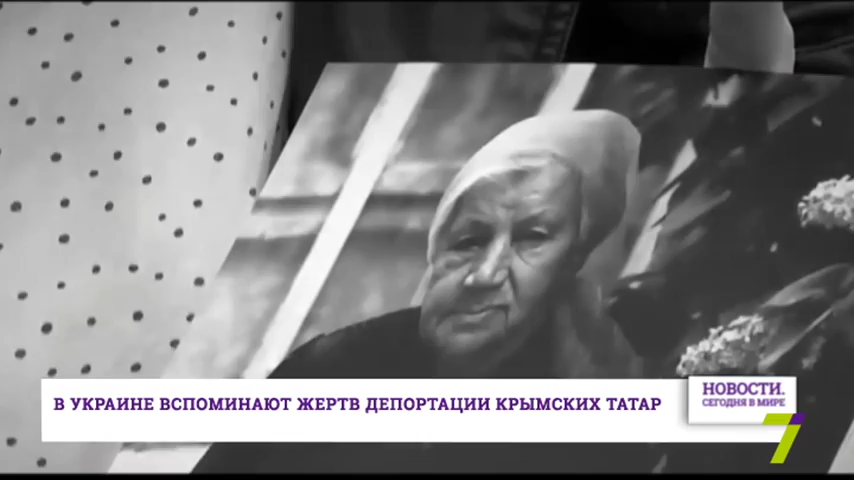 В УКРАИНЕ ВСПОМИНАЮТ ЖЕРТВ ДЕПОРТАЦИИ КРЫМСКИХ ТАТАР
НОВОСТИ.
СЕГОДНЯ В МИРЕ
7